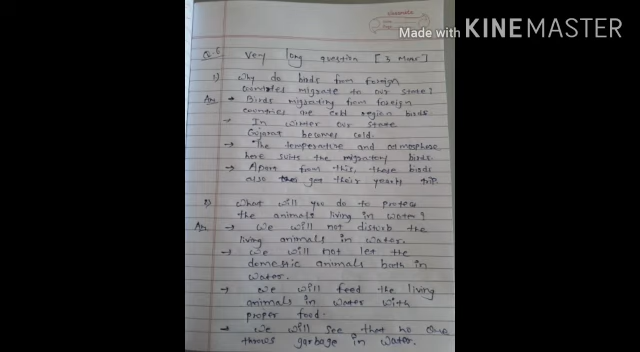 Made with KINEMASTER
Q-5 Very long question [3 Mark]
1) Why do birds from foreign
countries migrate to our state?
Ans → Birds migrating from foreign
countries are cold region birds.
→ In winter our state
Gujarat becomes cold.
→ The temperature and atmosphere
here suits the migratory birds.
→ Apart from this, these birds
also get their yearly trip.
2) What will you do to protect
the animals living in water?
Ans → We will not disturb the
living animals in water.
→ We will not let the
domestic animals bath in
water.
→ We will feed the living
animals in water with
proper food.
→ We will see that no one
throws garbage in water.